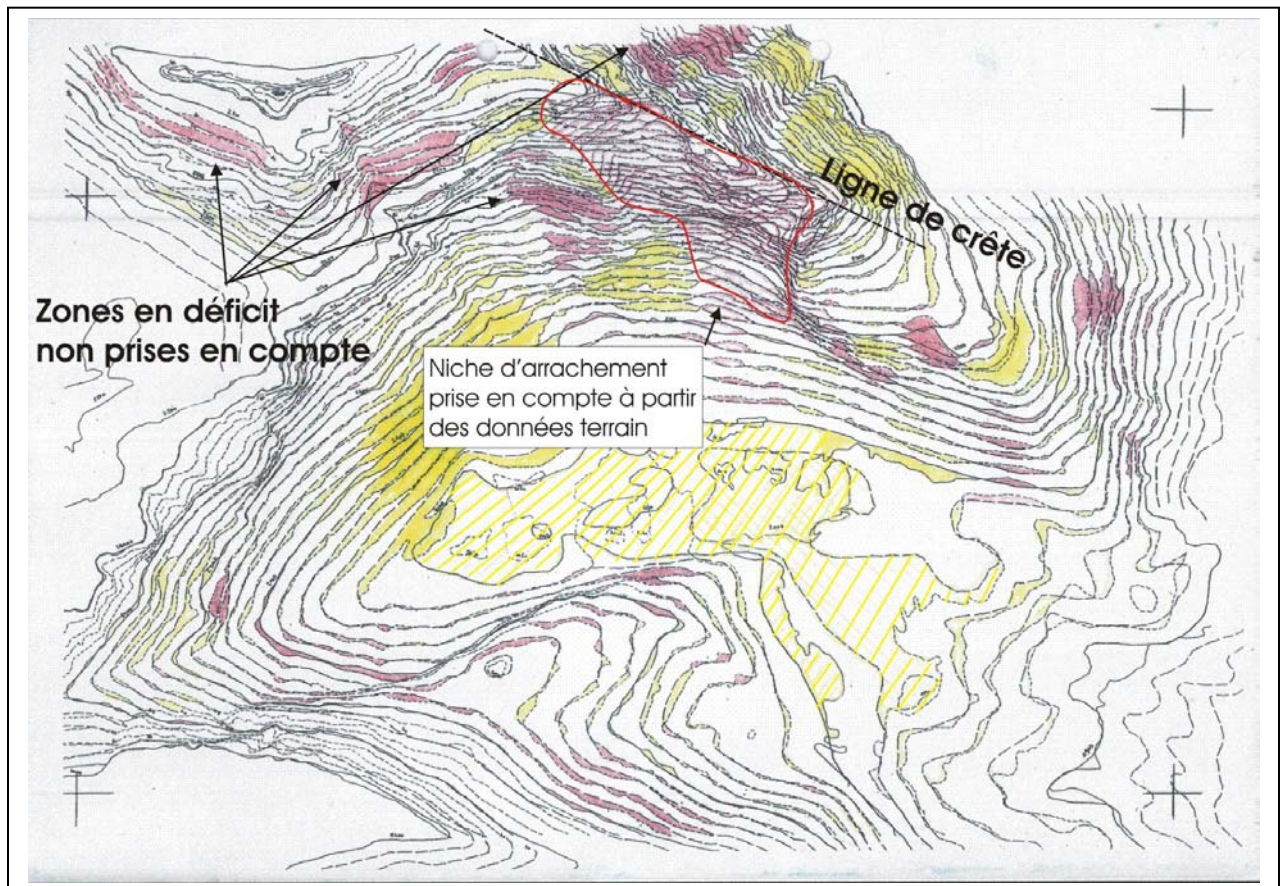 Ligne de crête
Zones en déficit
non prises en compte
Niche d'arrachement
prise en compte à partir
des données terrain